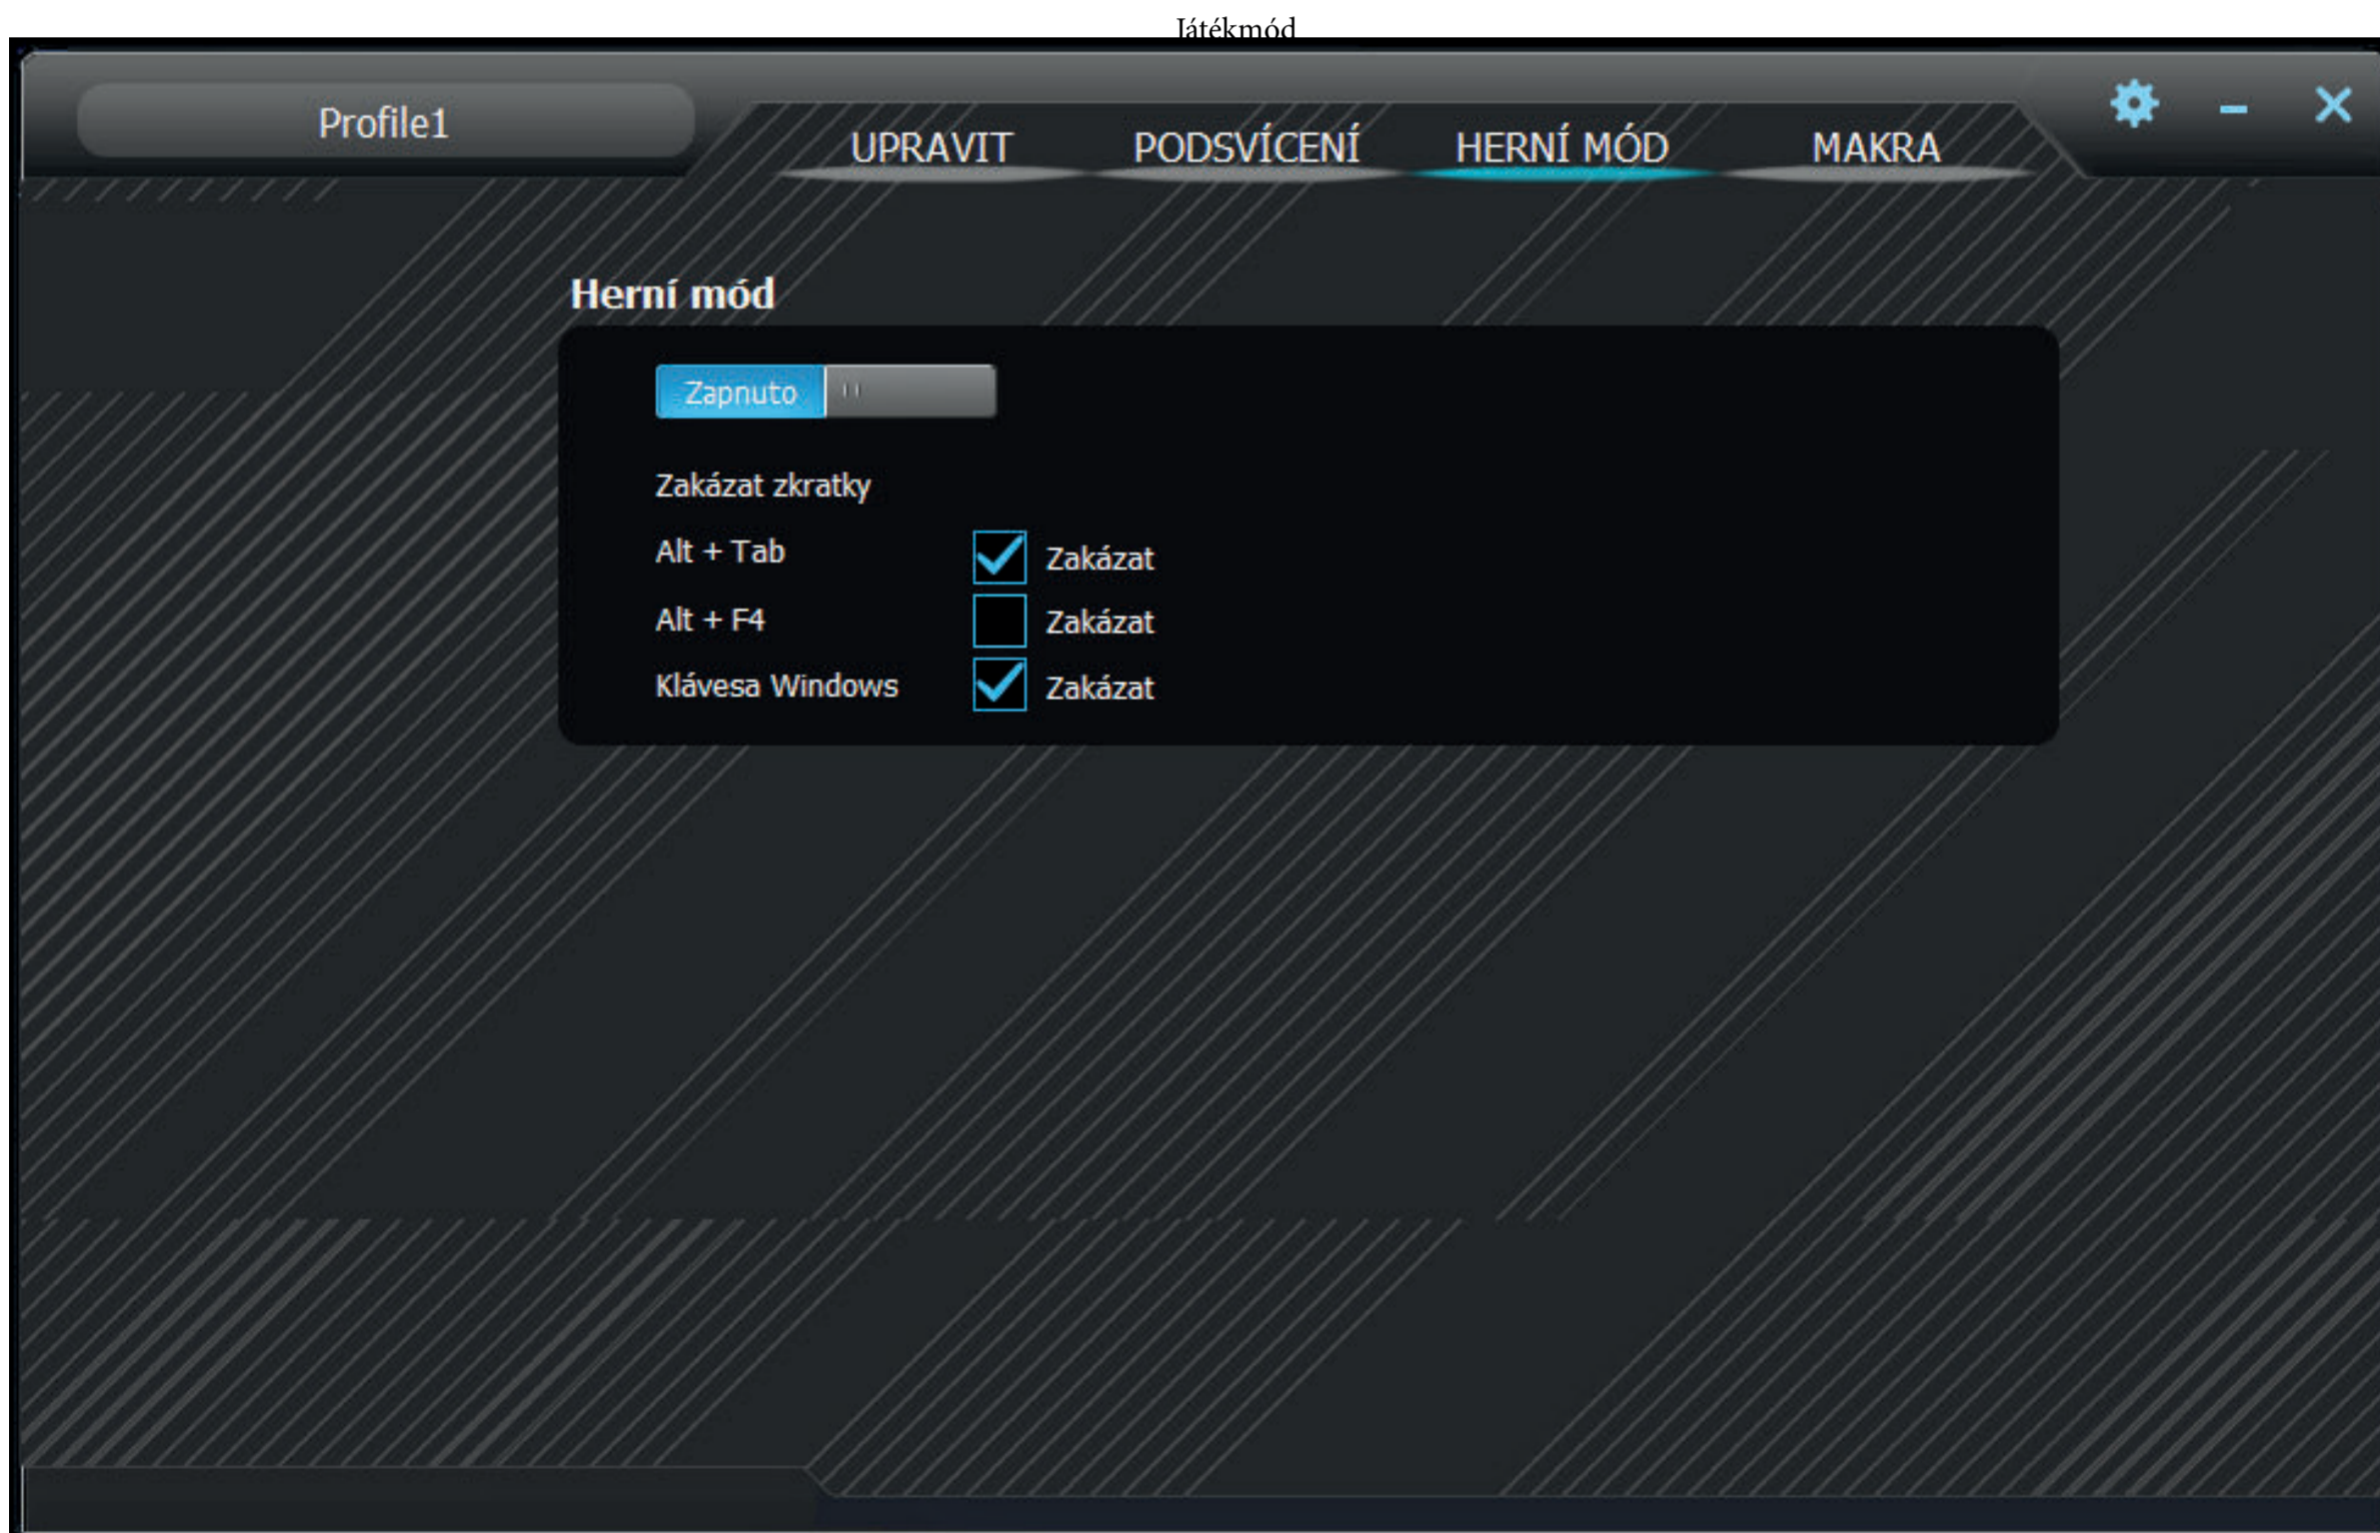 Játékmód
Profile1
UPRAVIT PODSVÍCENÍ HERNÍ MÓD MAKRA
Herní mód
Zapnuto
Zakázat zkratky
Alt + Tab Zakázat
Alt + F4 Zakázat
Klávesa Windows Zakázat